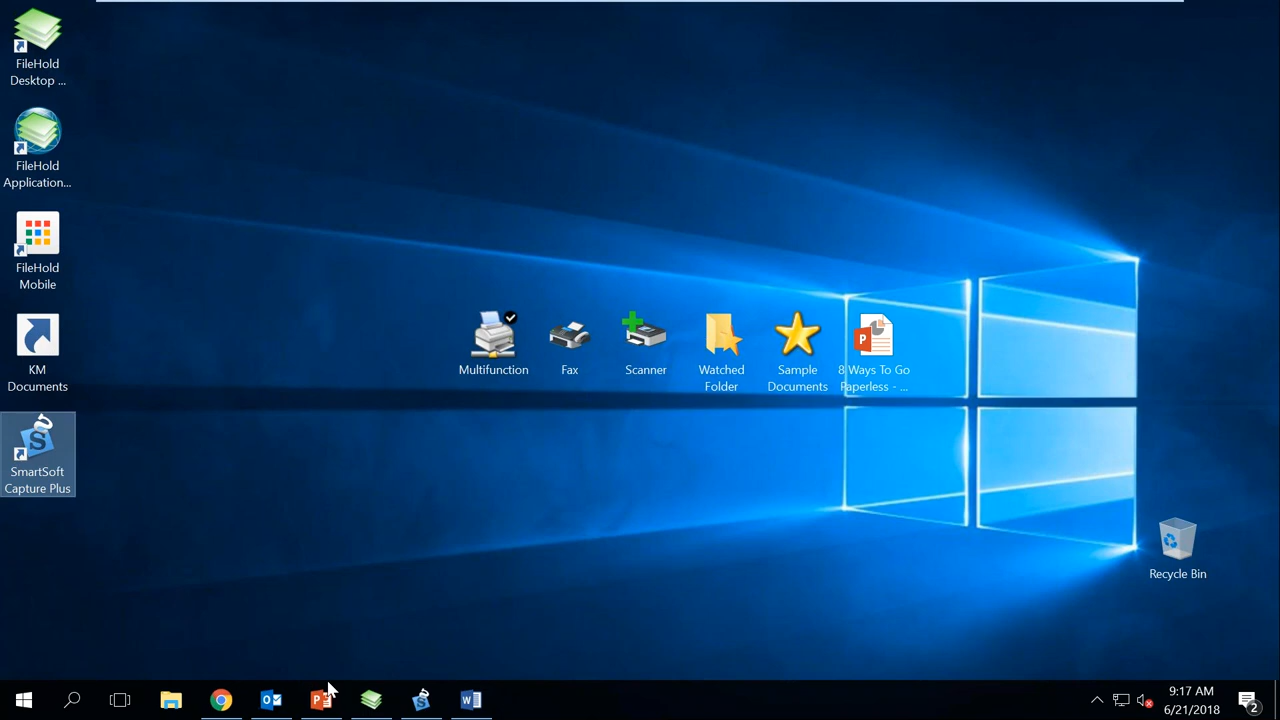 FileHold
Desktop ...
FileHold
Application...
FileHold
Mobile
KM
Documents
SmartSoft
Capture Plus
Multifunction
Fax
Scanner
Watched
Folder
Sample
Documents
8 Ways To Go
Paperless - ...
Recycle Bin
9:17 AM
6/21/2018
2